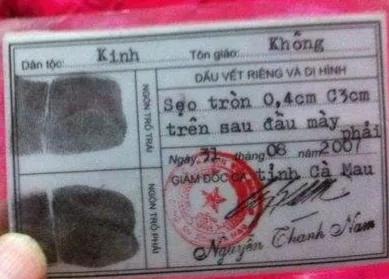 Dân tộc: Kinh Tôn giáo: Không
NGÓN TRỎ TRÁI
DẤU VẾT RIÊNG VÀ DỊ HÌNH
Sẹo tròn 0,4cm C3cm
trên sau đầu mày phải
Ngày 31 tháng 08 năm 2007
NGÓN TRỎ PHẢI
GIÁM ĐỐC CA tỉnh Cà Mau
Nguyễn Thanh Nam